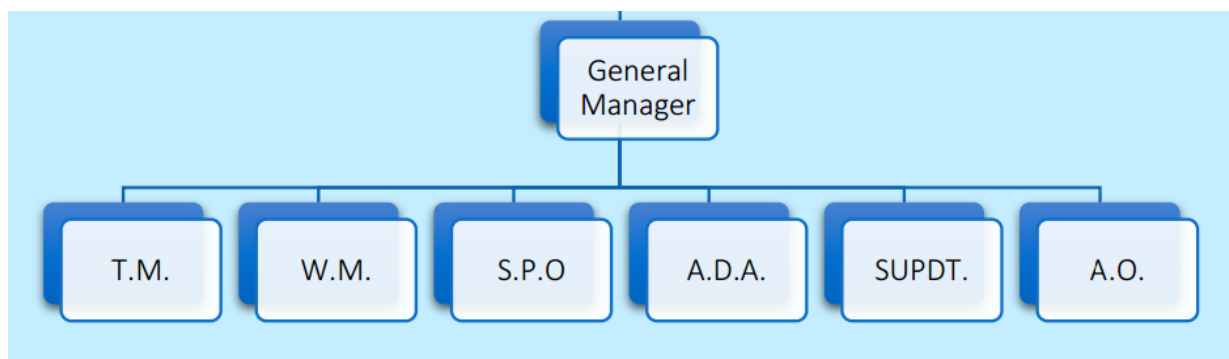 General
Manager
T.M.
W.M.
S.P.O
A.D.A.
SUPDT.
A.O.